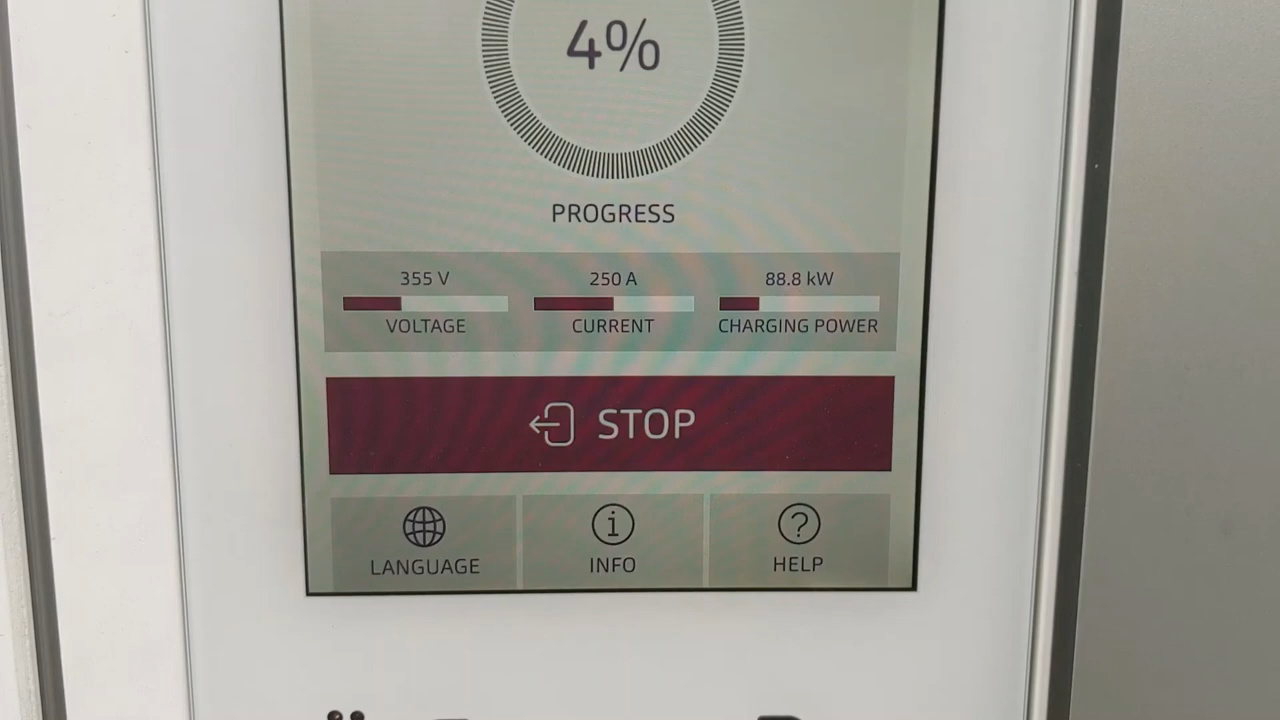 4%
PROGRESS
355 V 250 A 88.8 kW
VOLTAGE CURRENT CHARGING POWER
STOP
LANGUAGE INFO HELP